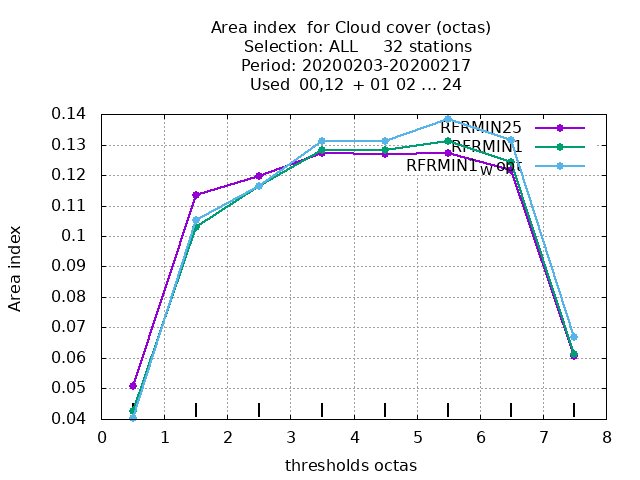 Area index  for Cloud cover (octas)
Selection: ALL     32 stations
Period: 20200203-20200217
Used  00,12  + 01 02 ... 24
RFRMIN25
RFRMIN1
RFRMIN1
Area index
0.14
0.13
0.12
0.11
0.1
0.09
0.08
0.07
0.06
0.05
0.04
0 1 2 3 4 5 6 7 8
thresholds octas